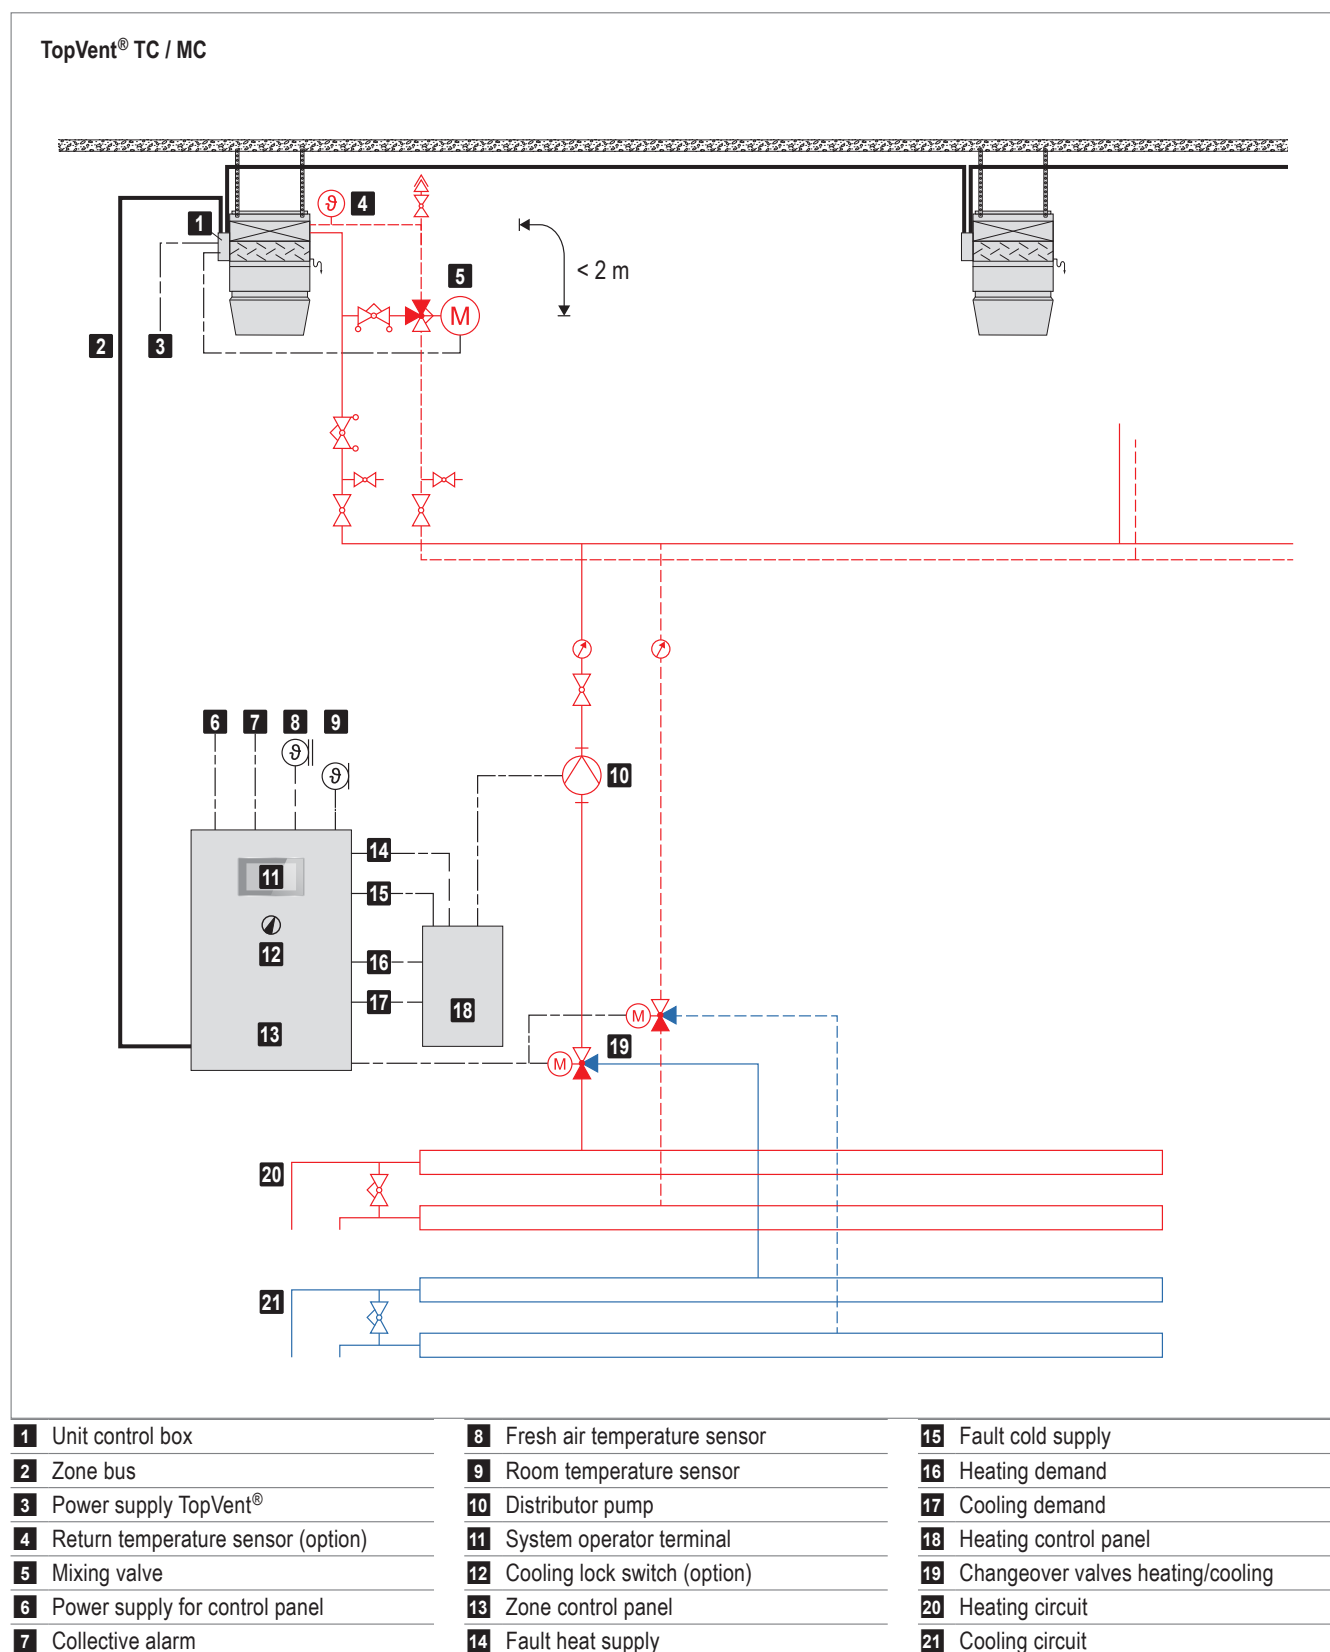 TopVent® TC / MC
1
4
5
< 2 m
M
2
3
6
7
8
9
10
11
14
15
12
16
17
18
13
M
M
19
20
21
1 Unit control box
2 Zone bus
3 Power supply TopVent®
4 Return temperature sensor (option)
5 Mixing valve
6 Power supply for control panel
7 Collective alarm
8 Fresh air temperature sensor
9 Room temperature sensor
10 Distributor pump
11 System operator terminal
12 Cooling lock switch (option)
13 Zone control panel
14 Fault heat supply
15 Fault cold supply
16 Heating demand
17 Cooling demand
18 Heating control panel
19 Changeover valves heating/cooling
20 Heating circuit
21 Cooling circuit